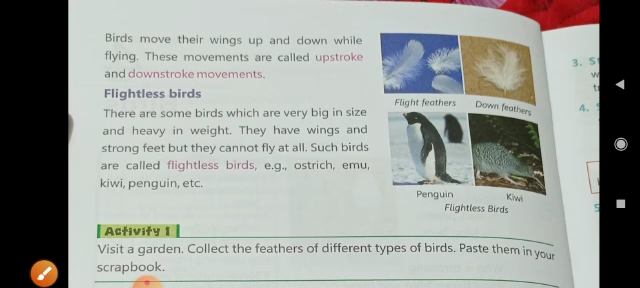 Birds move their wings up and down while
flying. These movements are called upstroke
and downstroke movements.
Flightless birds
There are some birds which are very big in size
and heavy in weight. They have wings and
strong feet but they cannot fly at all. Such birds
are called flightless birds, e.g., ostrich, emu,
kiwi, penguin, etc.
Flight feathers
Down feathers
Penguin
Kiwi
Flightless Birds
Activity 1
Visit a garden. Collect the feathers of different types of birds. Paste them in your
scrapbook.
3.
4.